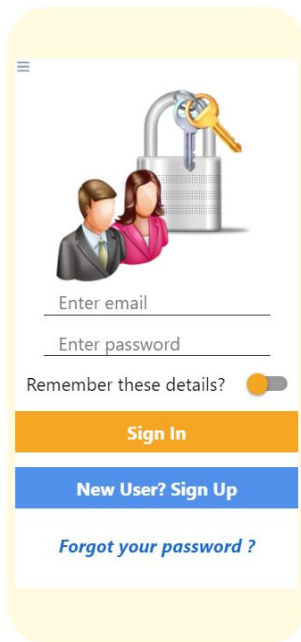 Enter email
Enter password
Remember these details?
Sign In
New User? Sign Up
Forgot your password ?